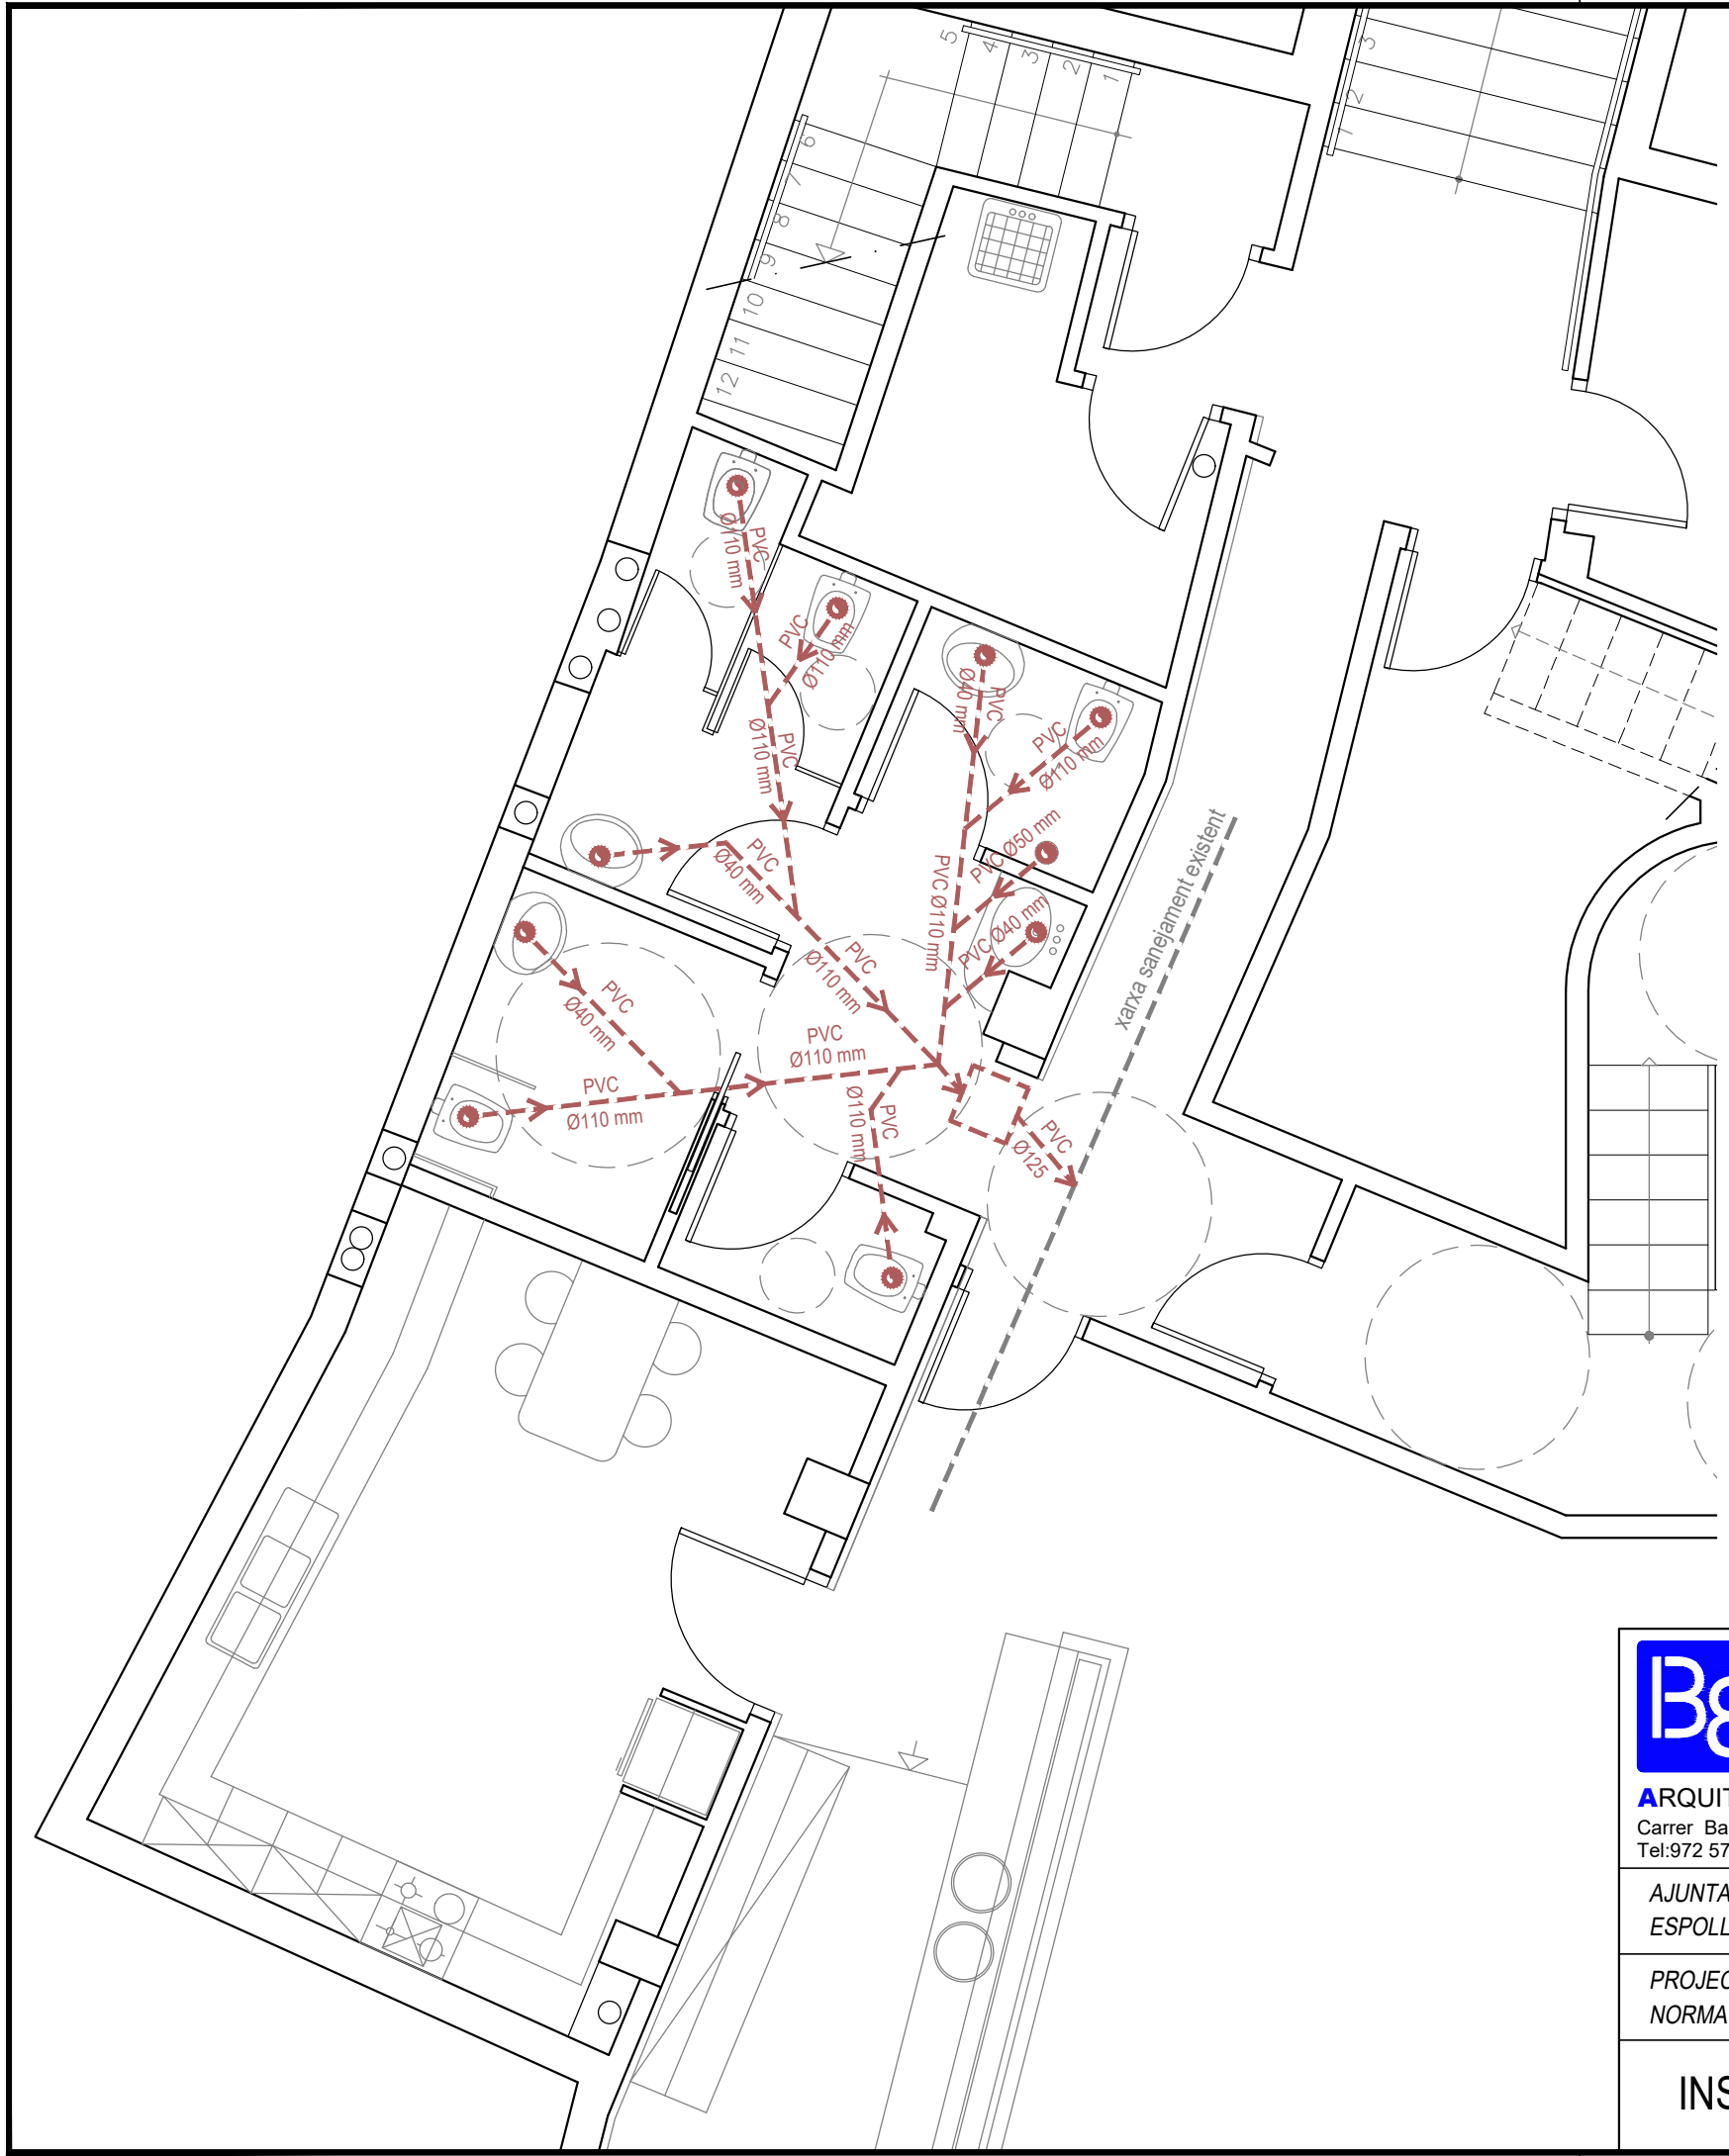 5
4
3
2
1
3
2
1
6
7
8
9
10
11
12
PVC
Ø110 mm
PVC
Ø110 mm
PVC
Ø40 mm
PVC
Ø110 mm
PVC
Ø110 mm
PVC Ø50 mm
PVC
Ø40 mm
PVC Ø110 mm
PVC Ø40 mm
xarxa sanejament existent
PVC
Ø110 mm
PVC
Ø40 mm
PVC
Ø110 mm
PVC
Ø110 mm
PVC
Ø110 mm
PVC
Ø125
B&
ARQUIT
Carrer Ba
Tel:972 57
AJUNTA
ESPOLL
PROJEC
NORMA
INS